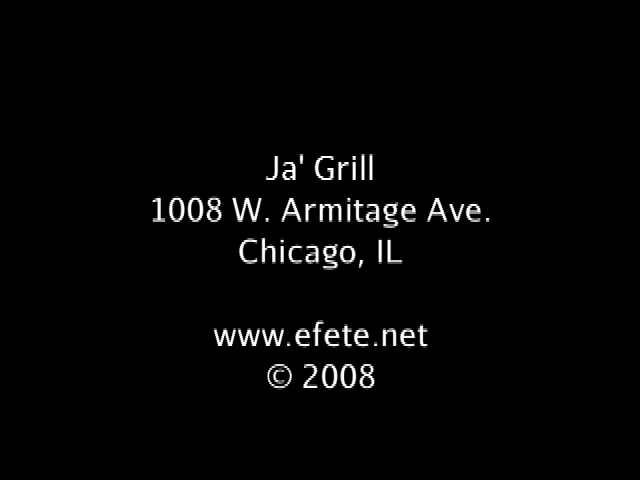 Ja' Grill
1008 W. Armitage Ave.
Chicago, IL
www.efete.net
© 2008